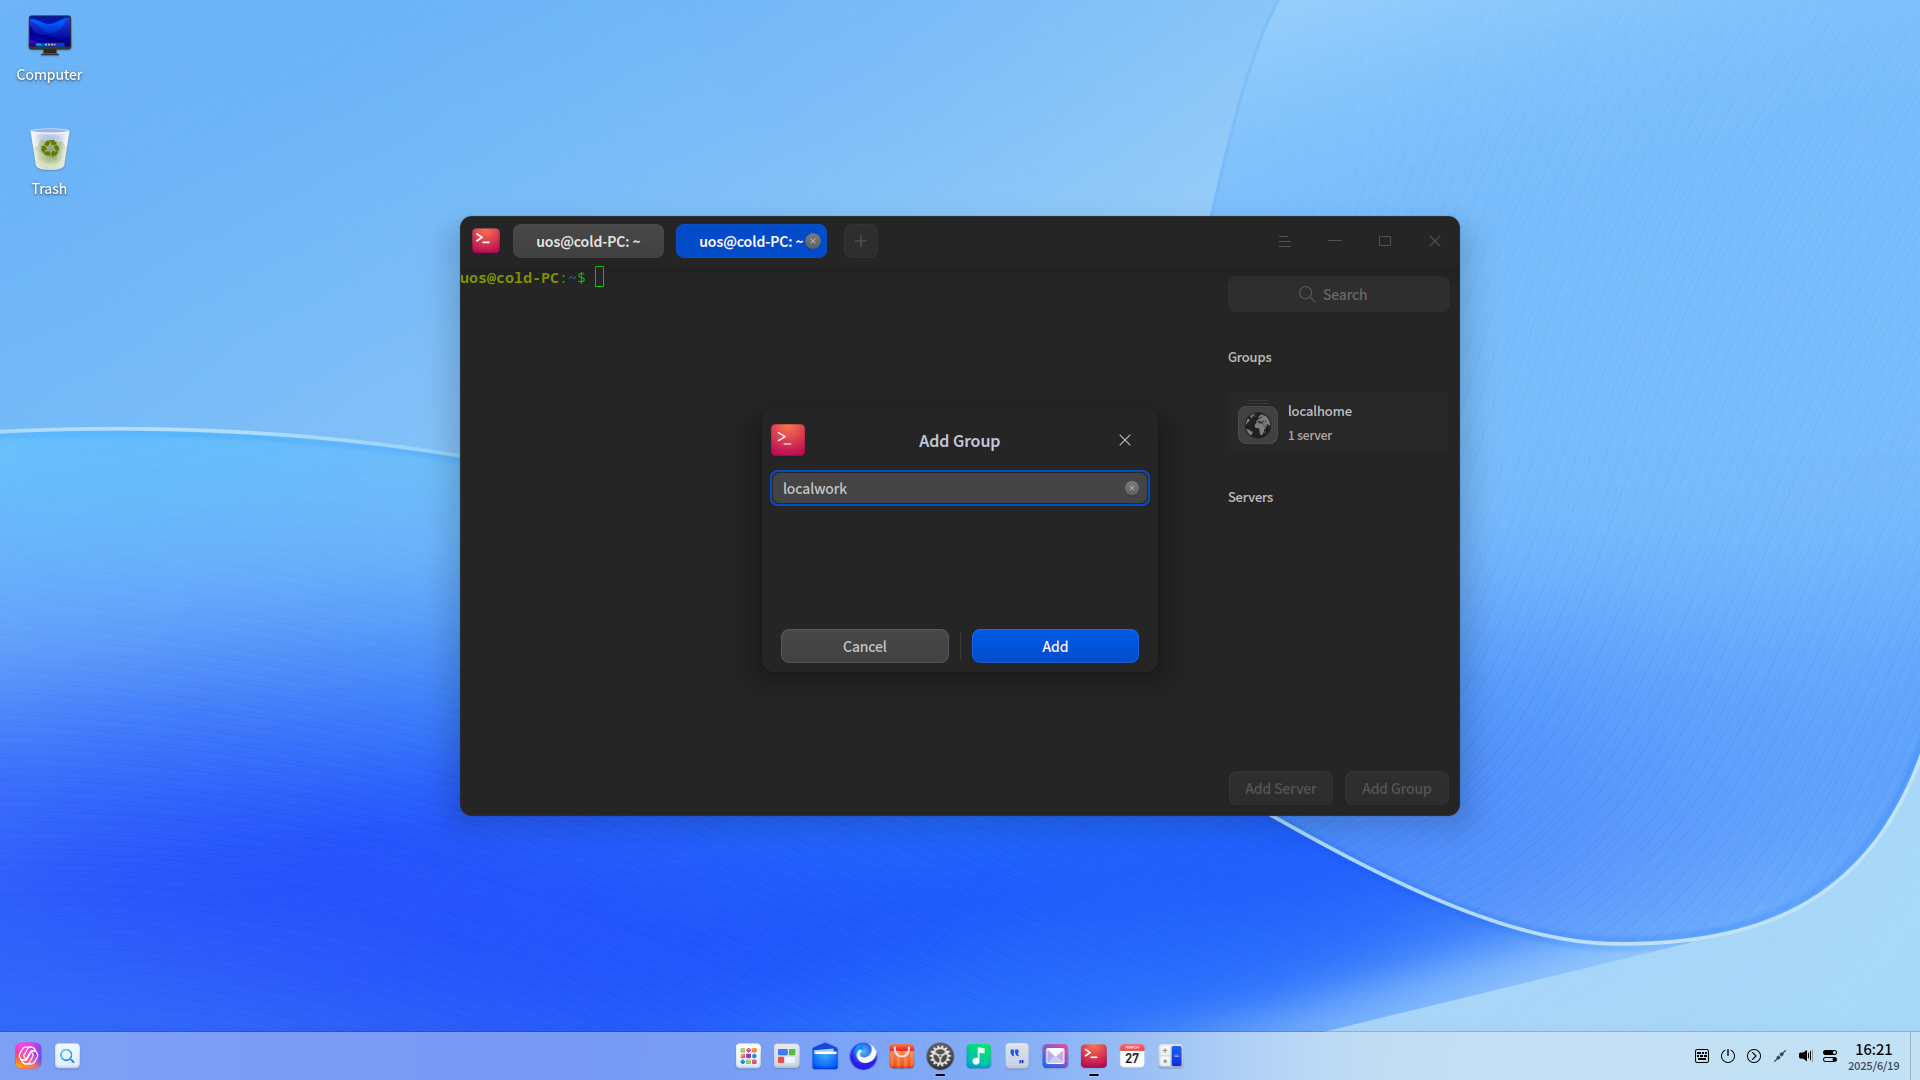 Computer
Trash
uos@cold-PC: ~
uos@cold-PC: ~
uos@cold-PC:~$
Search
Groups
localhome
1 server
Servers
Add Group
localwork
Cancel
Add
Add Server
Add Group
27
16:21
2025/6/19